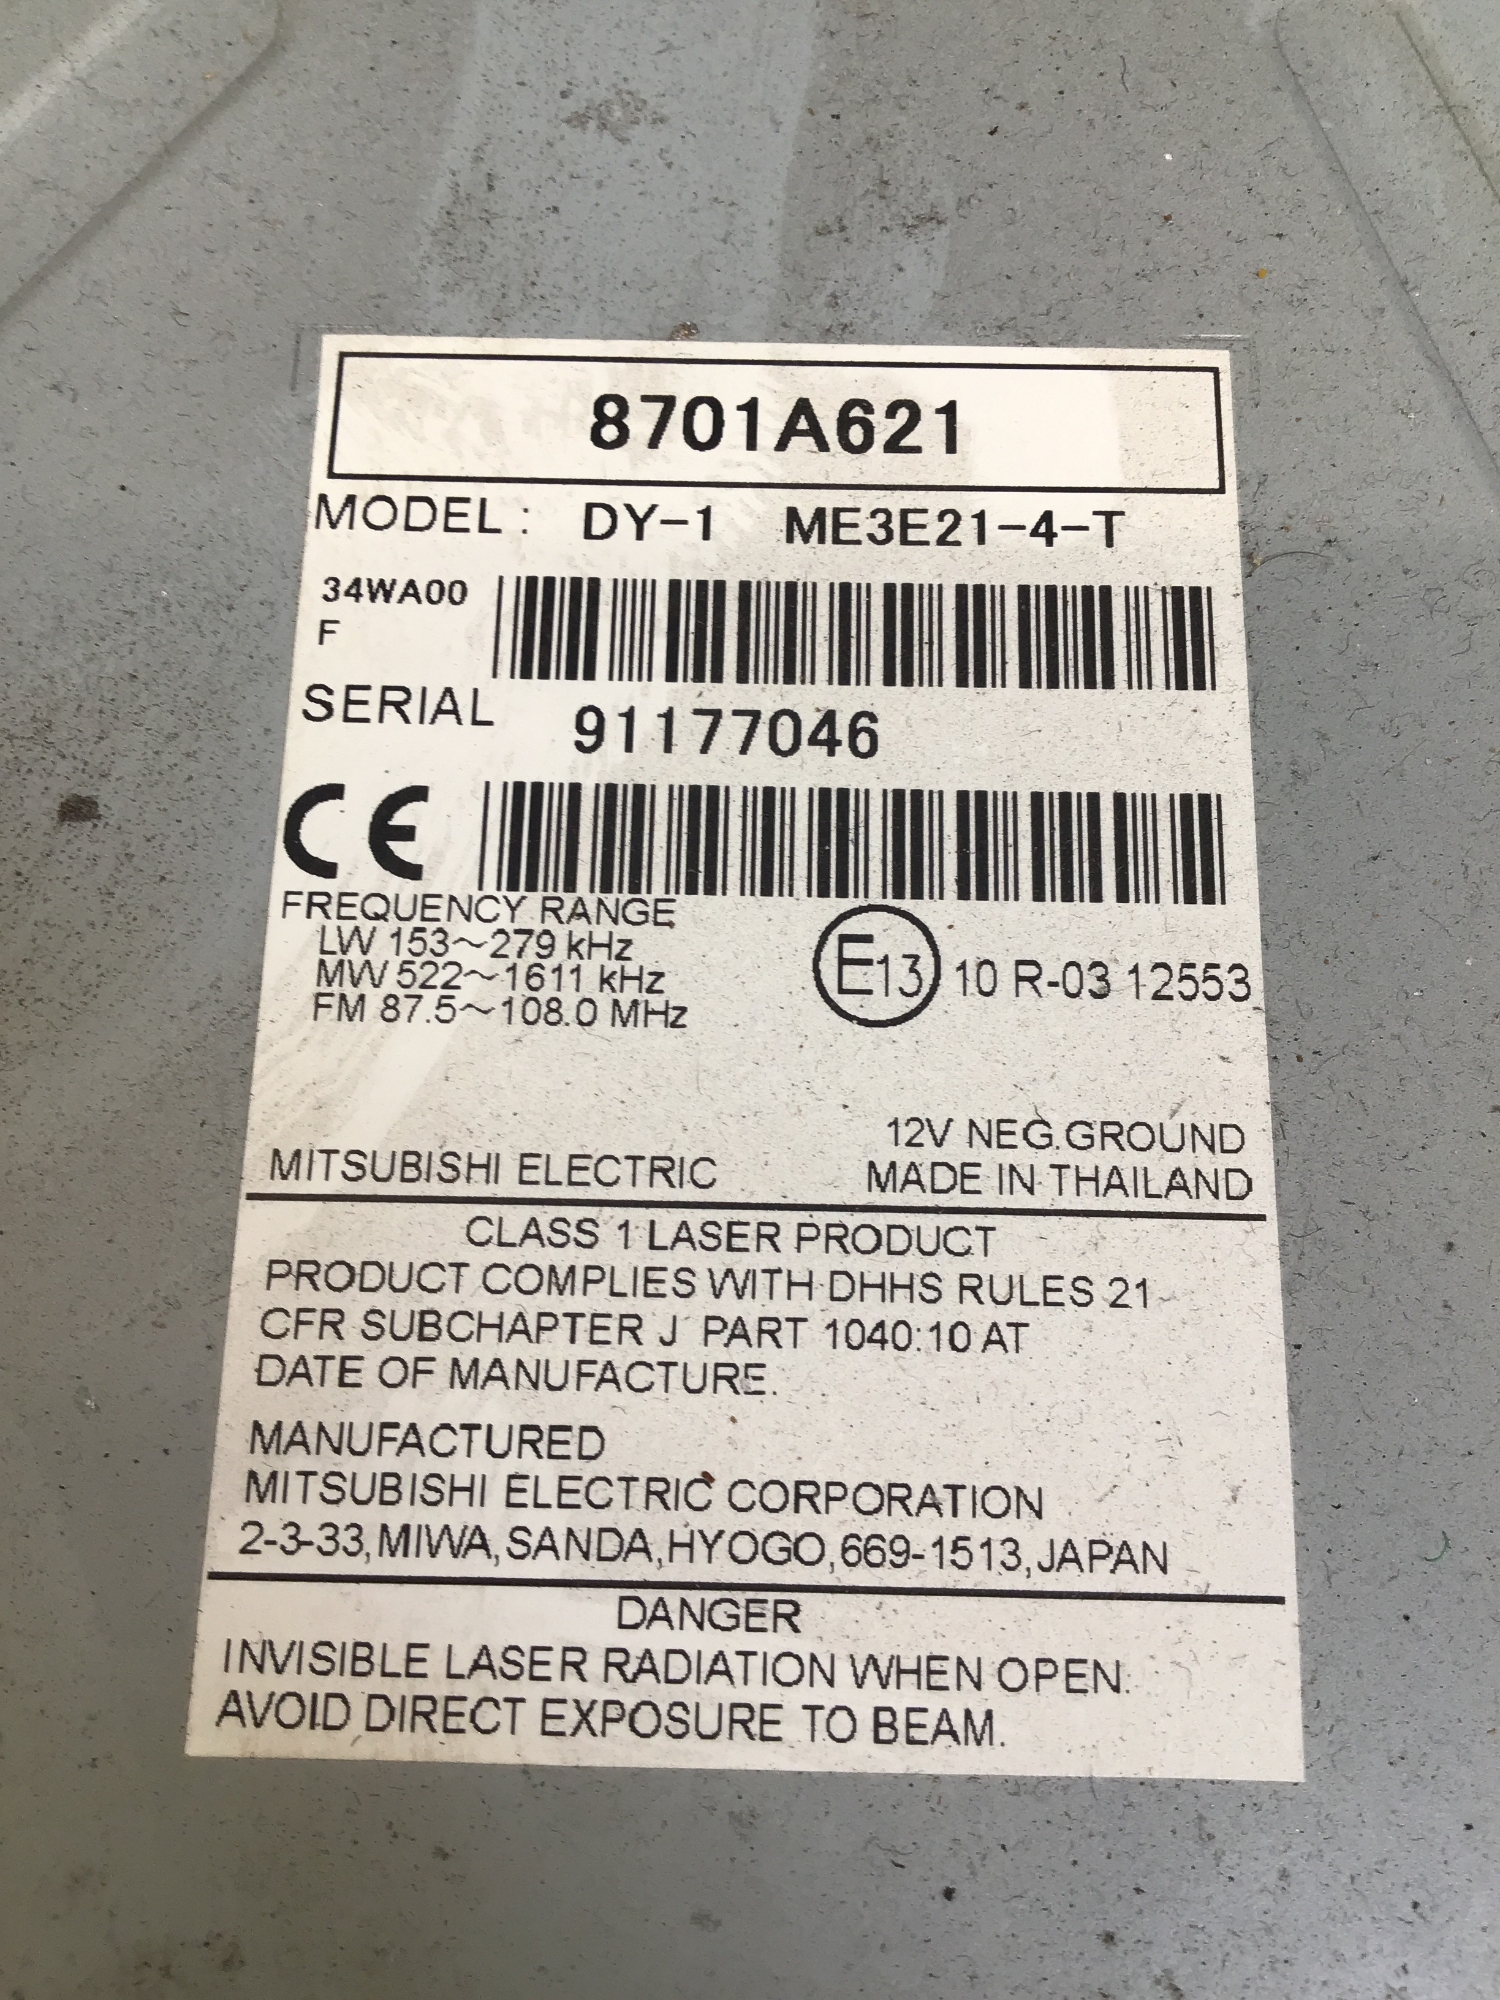 8701A621
MODEL : DY-1 ME3E21-4-T
34WA00
F
SERIAL 91177046
CE
FREQUENCY RANGE
LW 153~279 kHz
MW 522~1611 kHz
FM 87.5~108.0 MHz
E13 10 R-03 12553
12V NEG.GROUND
MITSUBISHI ELECTRIC MADE IN THAILAND
CLASS 1 LASER PRODUCT
PRODUCT COMPLIES WITH DHHS RULES 21
CFR SUBCHAPTER J PART 1040:10 AT
DATE OF MANUFACTURE.
MANUFACTURED
MITSUBISHI ELECTRIC CORPORATION
2-3-33,MIWA,SANDA,HYOGO,669-1513,JAPAN
DANGER
INVISIBLE LASER RADIATION WHEN OPEN.
AVOID DIRECT EXPOSURE TO BEAM.